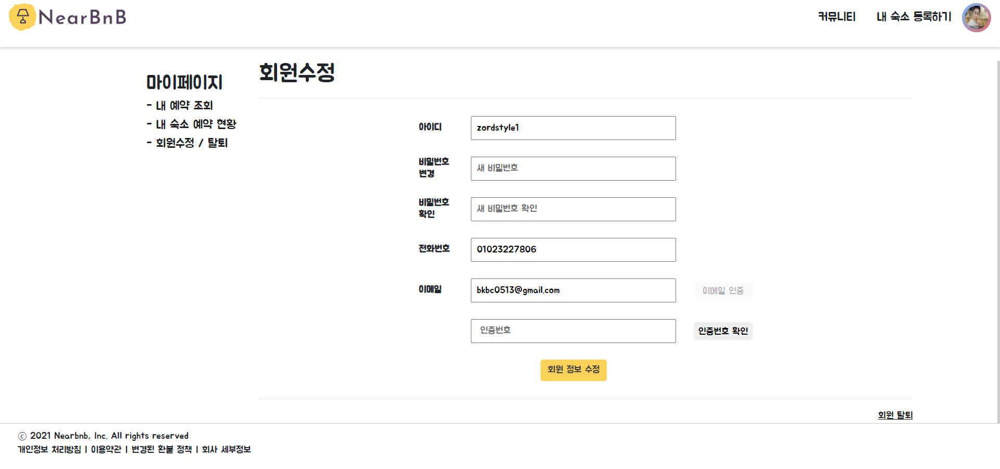 NearBnB
커뮤니티
내 숙소 등록하기
마이페이지
- 내 예약 조회
- 내 숙소 예약 현황
- 회원수정 / 탈퇴
회원수정
아이디
zordstyle1
비밀번호
변경
새 비밀번호
비밀번호
확인
새 비밀번호 확인
전화번호
01023227806
이메일
bkbc0513@gmail.com
이메일 인증
인증번호
인증번호 확인
회원 정보 수정
회원 탈퇴
ⓒ 2021 Nearbnb, Inc. All rights reserved
개인정보 처리방침 | 이용약관 | 변경된 환불 정책 | 회사 세부정보